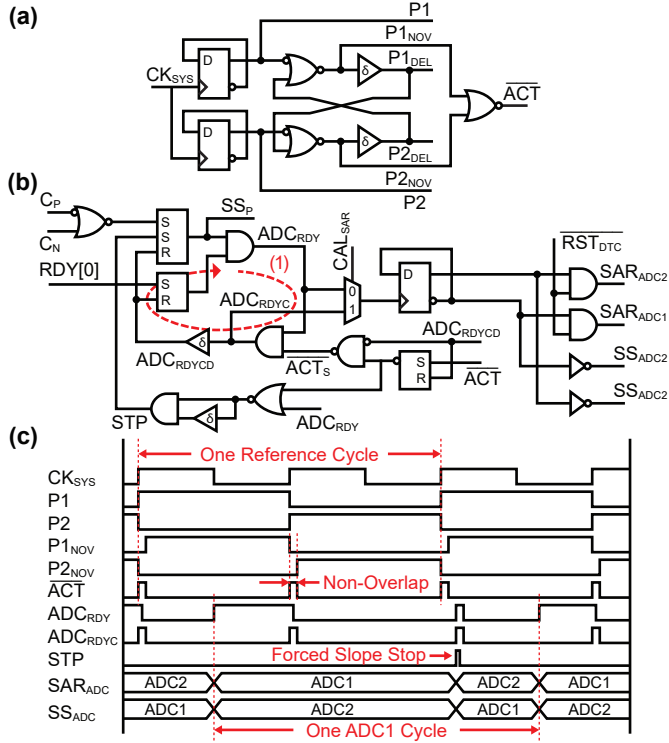 (a)
P1
P1NOV
D
δ
P1DEL
CKSYS
ACT
D
δ
P2DEL
P2NOV
P2
(b)
CP
CN
S
S
R
SSP
ADCRDY
CALSAR
RSTDTC
RDY[0]
S
R
(1)
0
1
D
SARADC2
SARADC1
ADCRDYC
ADCRDYCD
δ
ACTS
ADCRDYCD
S
R
ACT
SSADC2
SSADC2
STP
δ
ADCRDY
(c)
One Reference Cycle
CKSYS
P1
P2
P1NOV
P2NOV
ACT
Non-Overlap
ADCRDY
ADCRDYC
STP
Forced Slope Stop
SARADC
ADC2 ADC1 ADC2 ADC1
SSADC
ADC1 ADC2 ADC1 ADC2
One ADC1 Cycle